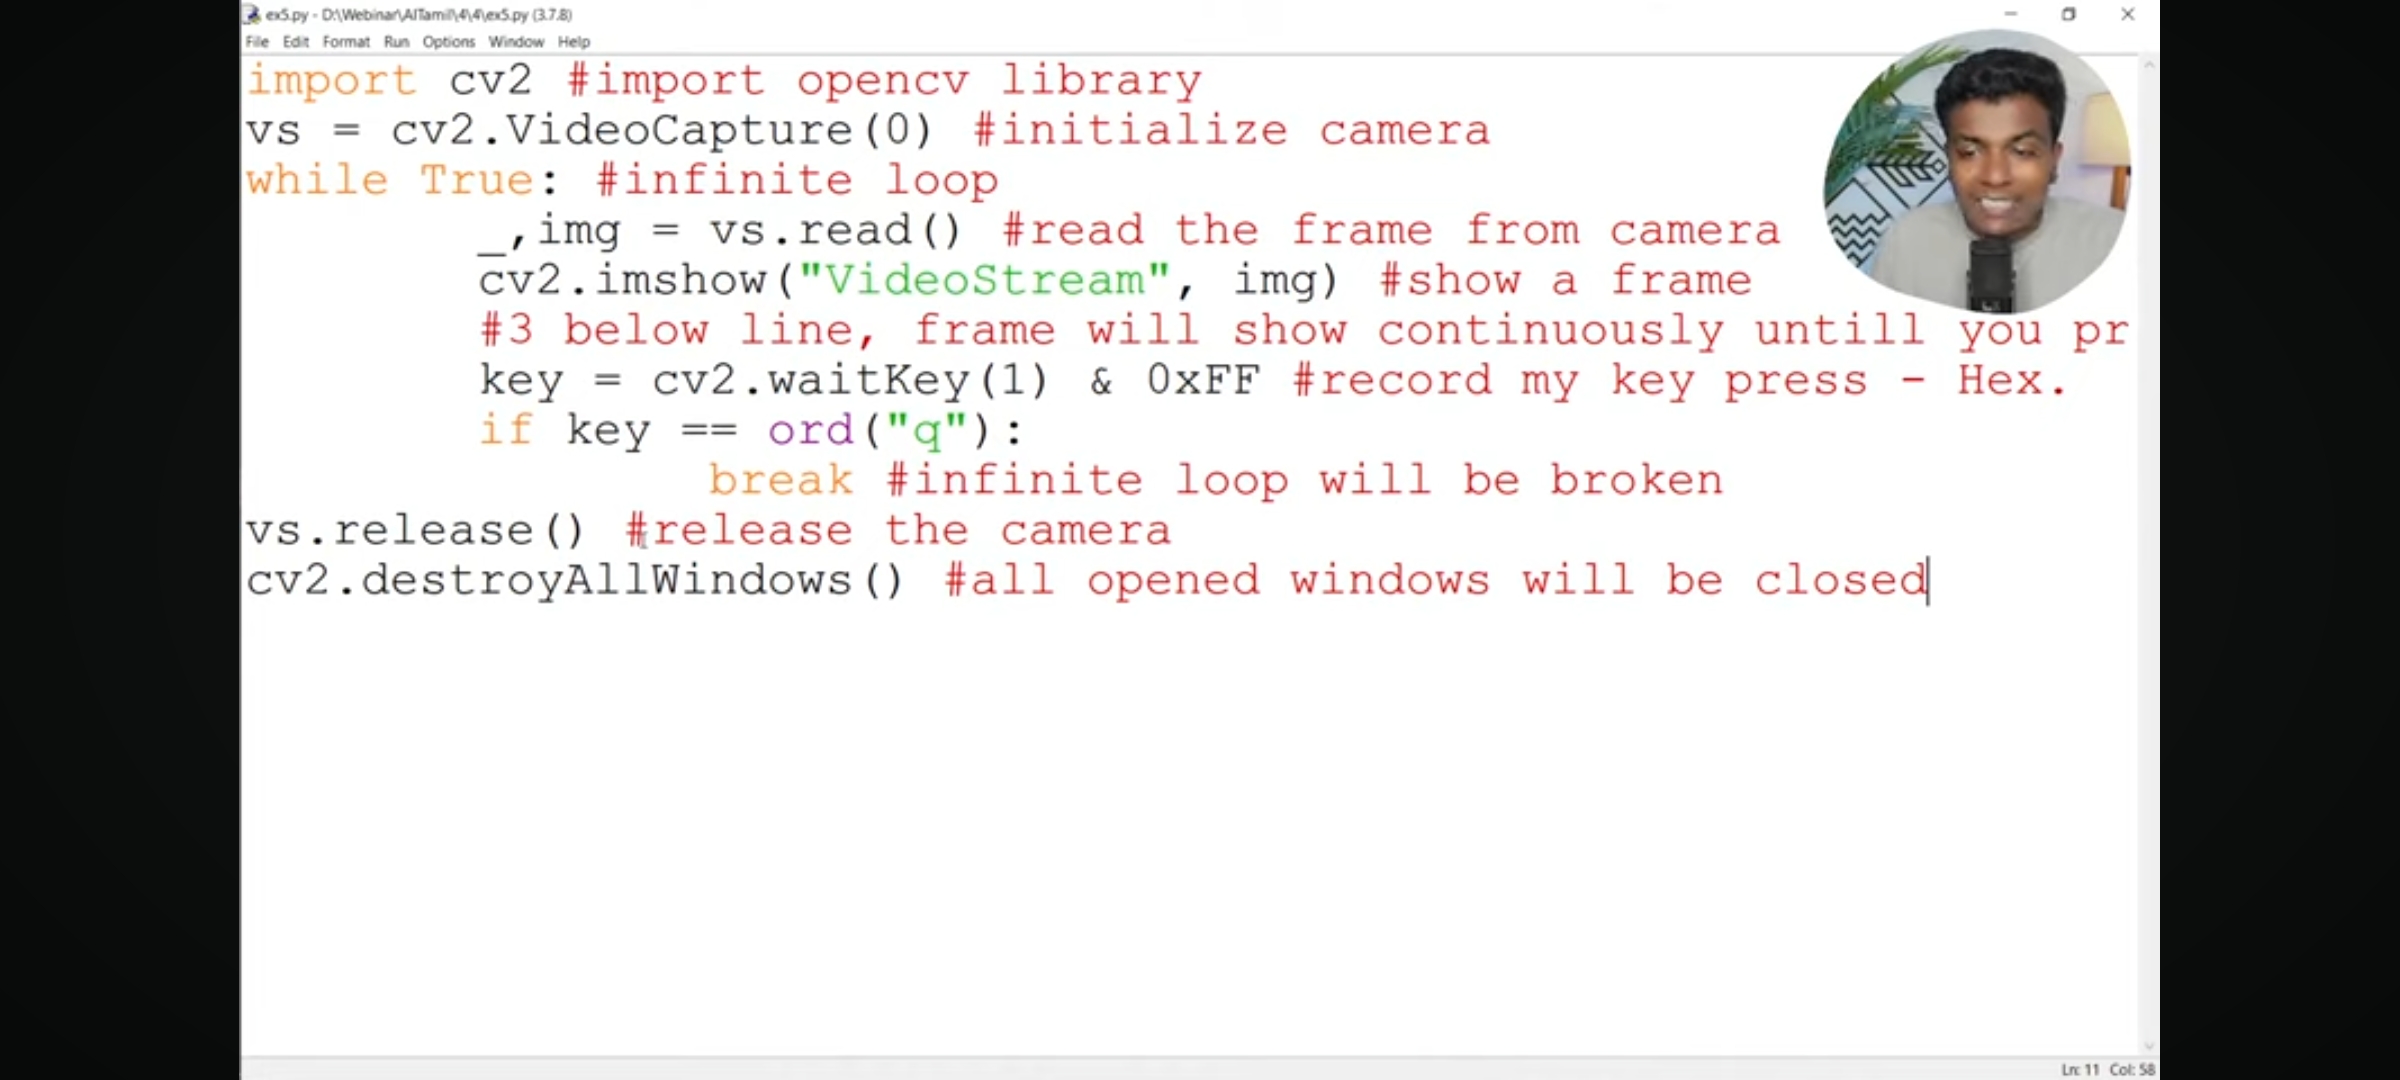 ex5.py - D:\Webinar\AITamil\4\4\ex5.py (3.7.8)
File Edit Format Run Options Window Help
import cv2 #import opencv library
vs = cv2.VideoCapture(0) #initialize camera
while True: #infinite loop
        _,img = vs.read() #read the frame from camera
        cv2.imshow("VideoStream", img) #show a frame
        #3 below line, frame will show continuously untill you pr
        key = cv2.waitKey(1) & 0xFF #record my key press - Hex.
        if key == ord("q"):
                break #infinite loop will be broken
vs.release() #release the camera
cv2.destroyAllWindows() #all opened windows will be closed
Ln: 11 Col: 58